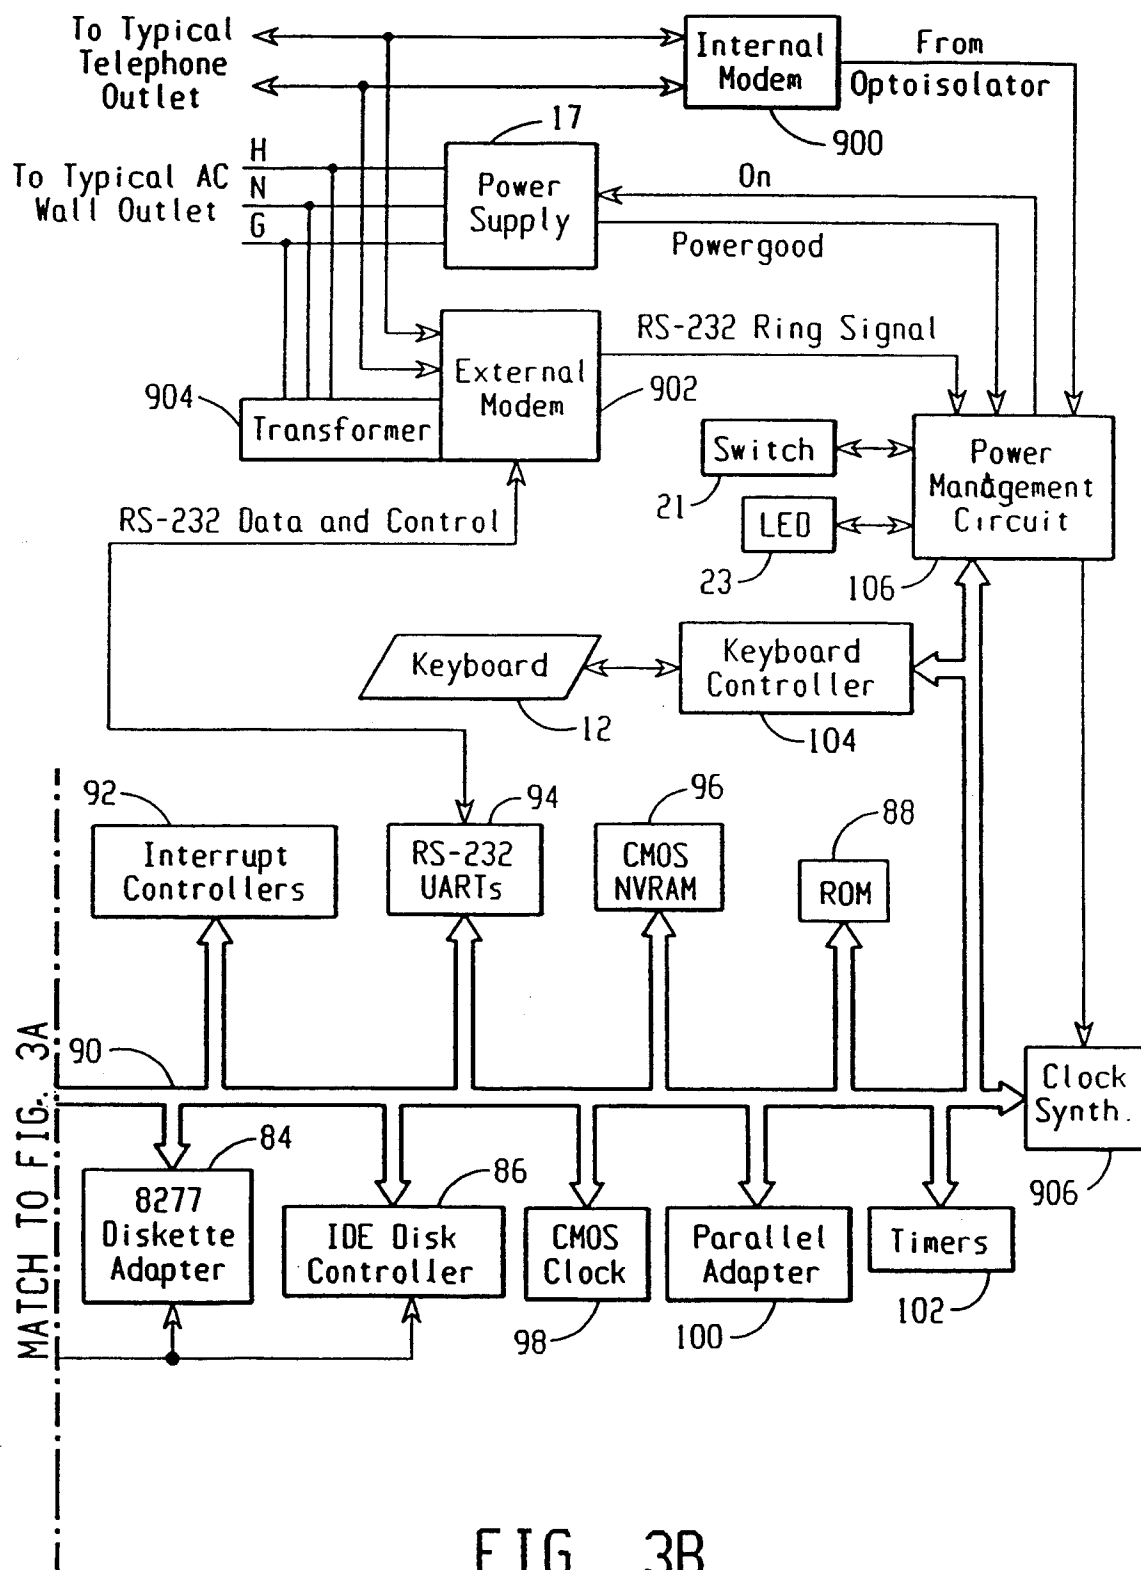 To Typical
Telephone
Outlet
Internal
Modem
From
Optoisolator
900
17
H
N
G
To Typical AC
Wall Outlet
Power
Supply
On
Powergood
RS-232 Ring Signal
External
Modem
902
904
Transformer
Switch
21
LED
23
Power
Management
Circuit
106
RS-232 Data and Control
Keyboard
12
Keyboard
Controller
104
92
Interrupt
Controllers
94
RS-232
UARTs
96
CMOS
NVRAM
88
ROM
90
MATCH TO FIG. 3A
Clock
Synth.
906
84
8277
Diskette
Adapter
86
IDE Disk
Controller
CMOS
Clock
98
Parallel
Adapter
100
Timers
102
FIG. 3B